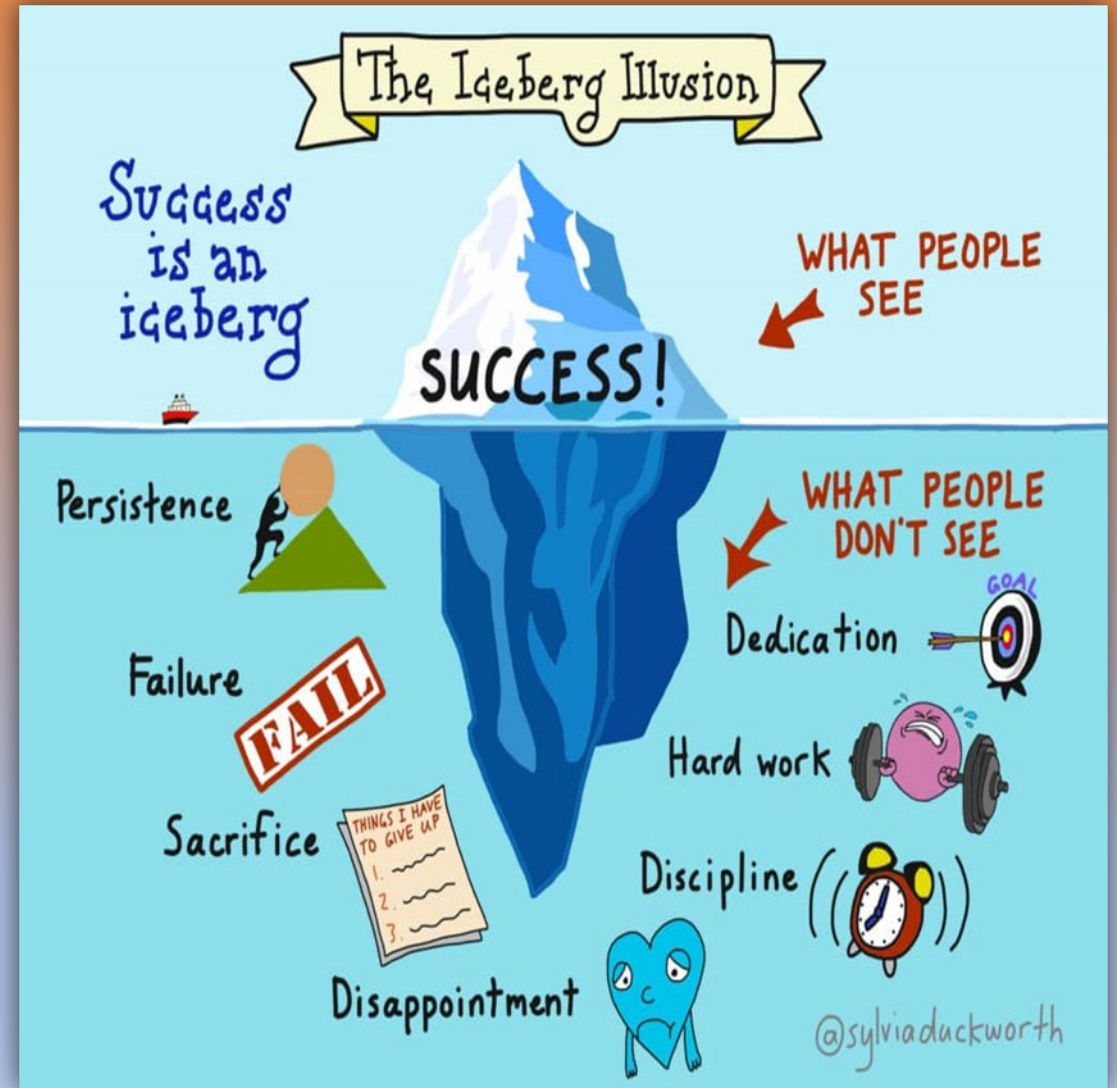 The Iceberg Illusion
Success
is an
iceberg
WHAT PEOPLE
SEE
SUCCESS!
WHAT PEOPLE
DON'T SEE
Persistence
GOAL
Dedication
Failure
FAIL
Hard work
Sacrifice
THINGS I HAVE
TO GIVE UP
1.
2.
3.
Discipline
Disappointment
@sylviaduckworth